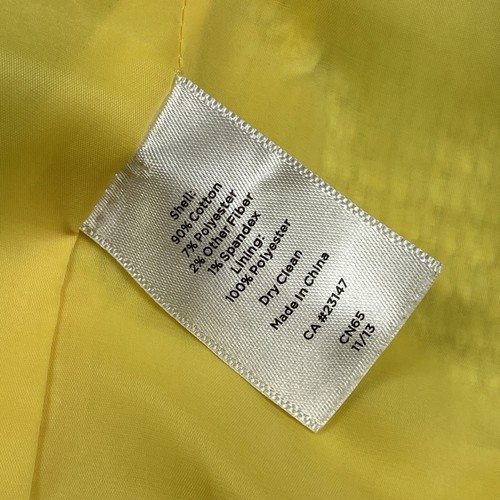 Shell:
90% Cotton
7% Polyester
2% Other Fiber
1% Spandex
Lining:
100% Polyester
Dry Clean
Made In China
CA #23147
CN65
11/13